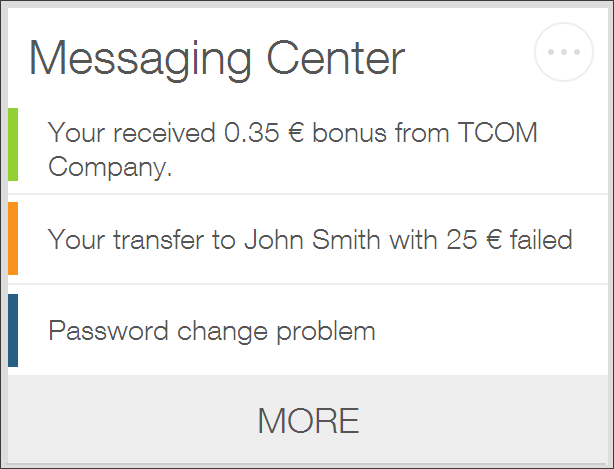 Messaging Center
Your received 0.35 € bonus from TCOM
Company.
Your transfer to John Smith with 25 € failed
Password change problem
MORE